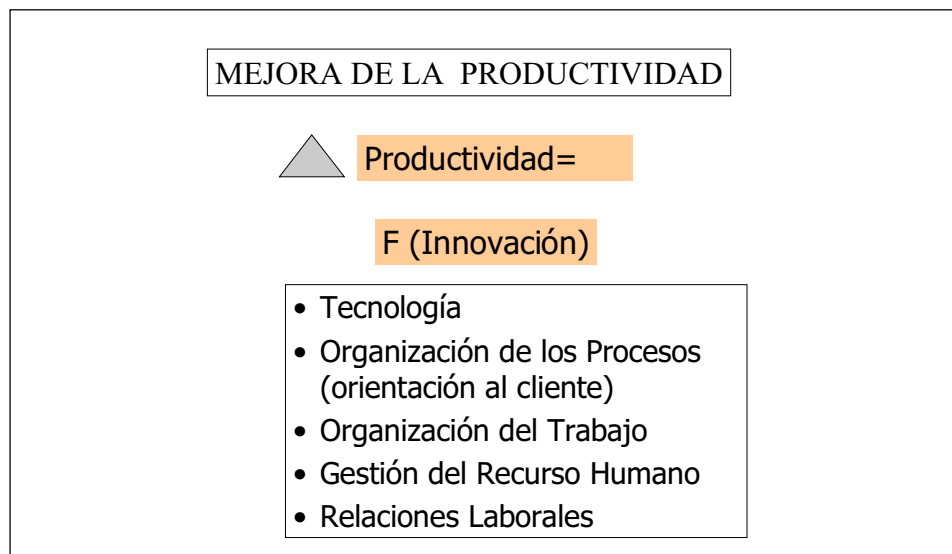 MEJORA DE LA PRODUCTIVIDAD
Productividad=
F (Innovación)
• Tecnología
• Organización de los Procesos
(orientación al cliente)
• Organización del Trabajo
• Gestión del Recurso Humano
• Relaciones Laborales